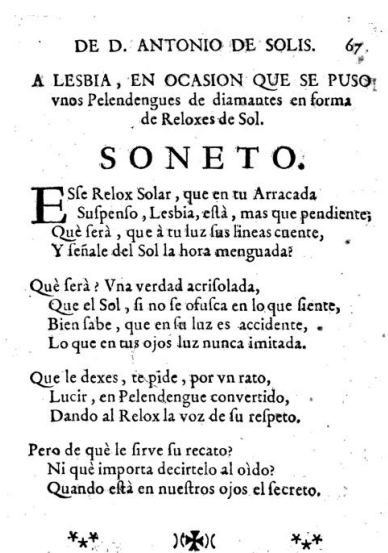 DE D. ANTONIO DE SOLIS. 67
A LESBIA, EN OCASION QUE SE PUSO
vnos Pelendengues de diamantes en forma
de Reloxes de Sol.
SONETO.
ESſe Relox Solar, que en tu Arracada
Suſpenſo, Lesbia, eſtà, mas que pendiente;
Què ſerà, que à tu luz ſus lineas cuente,
Y ſeñale del Sol la hora menguada?
Què ſerà? Vna verdad acriſolada,
Que el Sol, ſi no ſe ofuſca en lo que ſiente,
Bien ſabe, que en ſu luz es accidente,
Lo que en tus ojos luz nunca imitada.
Que le dexes, te pide, por vn rato,
Lucir, en Pelendengue convertido,
Dando al Relox la voz de ſu reſpeto.
Pero de què le ſirve ſu recato?
Ni què importa decirtelo al oìdo?
Quando eſtà en nueſtros ojos el ſecreto.